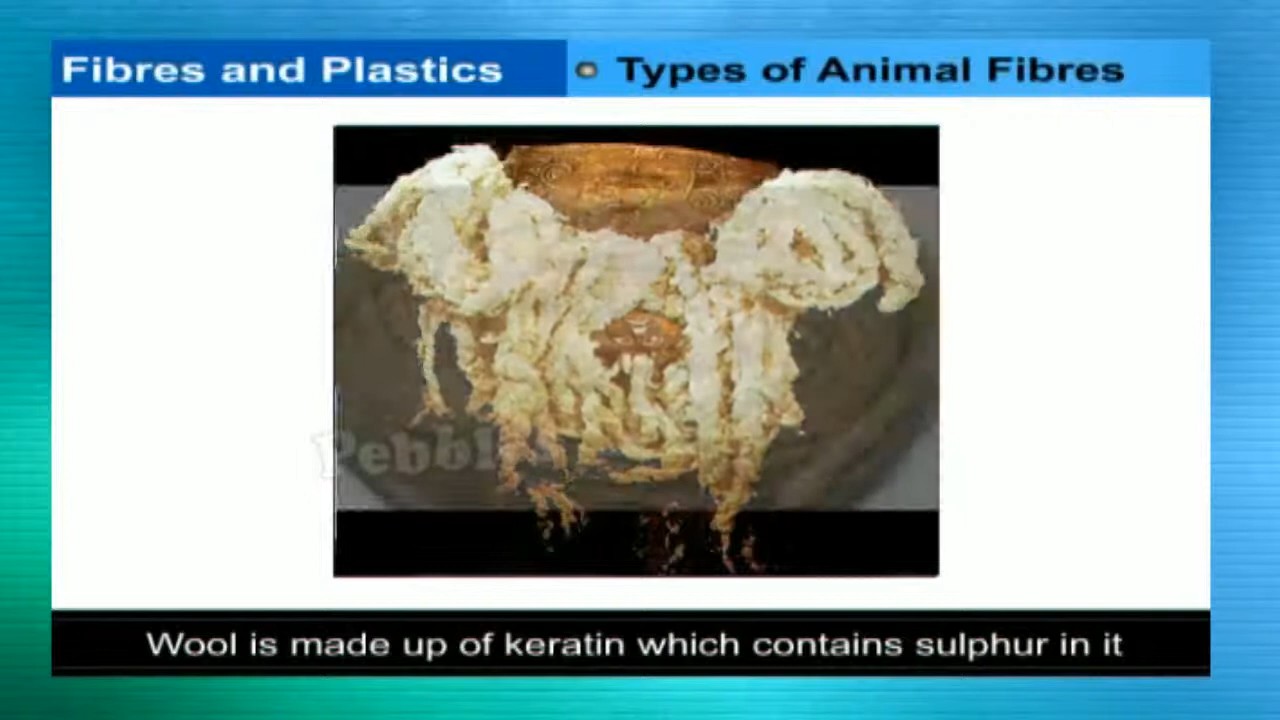 Fibres and Plastics
Types of Animal Fibres
Wool is made up of keratin which contains sulphur in it